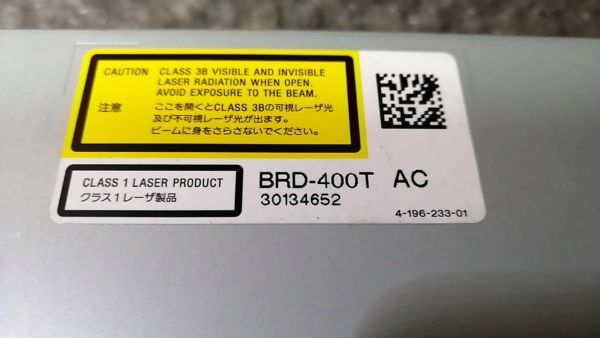 CAUTION CLASS 3B VISIBLE AND INVISIBLE
LASER RADIATION WHEN OPEN.
AVOID EXPOSURE TO THE BEAM.
注意 ここを開くとCLASS 3Bの可視レーザ光
及び不可視レーザ光が出ます。
ビームに身をさらさないでください。
CLASS 1 LASER PRODUCT
クラス1レーザ製品
BRD-400T AC
30134652
4-196-233-01